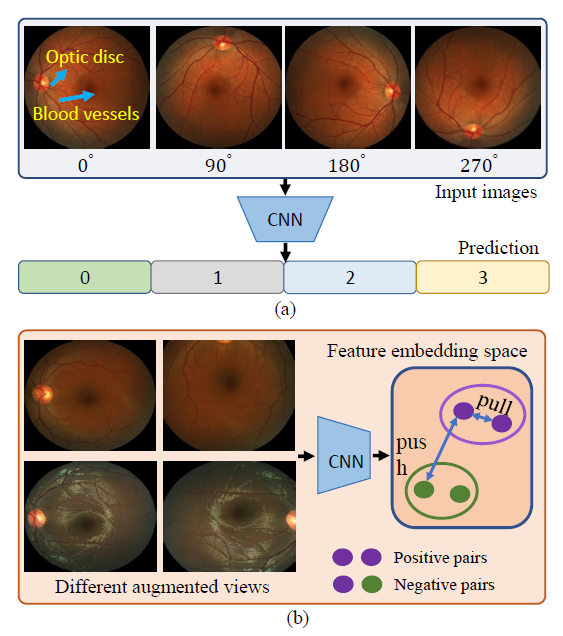 Optic disc
Blood vessels
0° 90° 180° 270°
Input images
CNN
Prediction
0 1 2 3
(a)
Feature embedding space
pull
pus
h
CNN
Positive pairs
Different augmented views
Negative pairs
(b)